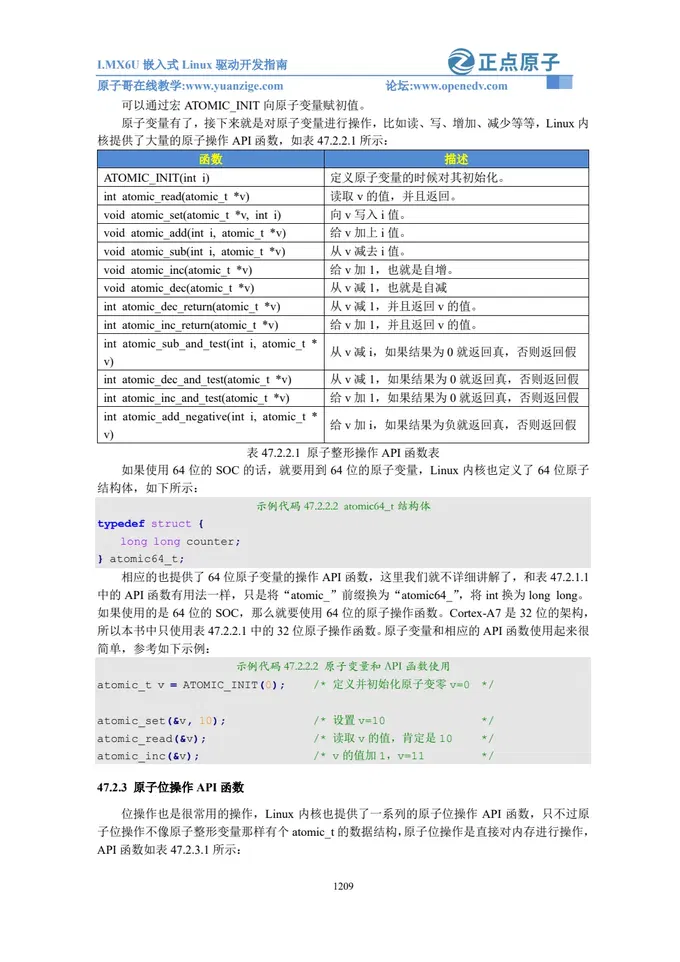 I.MX6U 嵌入式 Linux 驱动开发指南
正点原子
原子哥在线教学:www.yuanzige.com 论坛:www.openedv.com
可以通过宏 ATOMIC_INIT 向原子变量赋初值。
原子变量有了，接下来就是对原子变量进行操作，比如读、写、增加、减少等等，Linux 内
核提供了大量的原子操作 API 函数，如表 47.2.2.1 所示：
函数 描述
ATOMIC_INIT(int i) 定义原子变量的时候对其初始化。
int atomic_read(atomic_t *v) 读取 v 的值，并且返回。
void atomic_set(atomic_t *v, int i) 向 v 写入 i 值。
void atomic_add(int i, atomic_t *v) 给 v 加上 i 值。
void atomic_sub(int i, atomic_t *v) 从 v 减去 i 值。
void atomic_inc(atomic_t *v) 给 v 加 1，也就是自增。
void atomic_dec(atomic_t *v) 从 v 减 1，也就是自减
int atomic_dec_return(atomic_t *v) 从 v 减 1，并且返回 v 的值。
int atomic_inc_return(atomic_t *v) 给 v 加 1，并且返回 v 的值。
int atomic_sub_and_test(int i, atomic_t *
v)
从 v 减 i，如果结果为 0 就返回真，否则返回假
int atomic_dec_and_test(atomic_t *v) 从 v 减 1，如果结果为 0 就返回真，否则返回假
int atomic_inc_and_test(atomic_t *v) 给 v 加 1，如果结果为 0 就返回真，否则返回假
int atomic_add_negative(int i, atomic_t *
v)
给 v 加 i，如果结果为负就返回真，否则返回假
表 47.2.2.1 原子整形操作 API 函数表
如果使用 64 位的 SOC 的话，就要用到 64 位的原子变量，Linux 内核也定义了 64 位原子
结构体，如下所示：
示例代码 47.2.2.2 atomic64_t 结构体
typedef struct {
long long counter;
} atomic64_t;
相应的也提供了 64 位原子变量的操作 API 函数，这里我们就不详细讲解了，和表 47.2.1.1
中的 API 函数有用法一样，只是将“atomic_”前缀换为“atomic64_”，将 int 换为 long long。
如果使用的是 64 位的 SOC，那么就要使用 64 位的原子操作函数。Cortex-A7 是 32 位的架构，
所以本书中只使用表 47.2.2.1 中的 32 位原子操作函数。原子变量和相应的 API 函数使用起来很
简单，参考如下示例：
示例代码 47.2.2.2 原子变量和 API 函数使用
atomic_t v = ATOMIC_INIT(0); /* 定义并初始化原子变零 v=0 */
atomic_set(&v, 10); /* 设置 v=10 */
atomic_read(&v); /* 读取 v 的值，肯定是 10 */
atomic_inc(&v); /* v 的值加 1，v=11 */
47.2.3 原子位操作 API 函数
位操作也是很常用的操作，Linux 内核也提供了一系列的原子位操作 API 函数，只不过原
子位操作不像原子整形变量那样有个 atomic_t 的数据结构，原子位操作是直接对内存进行操作，
API 函数如表 47.2.3.1 所示：
1209